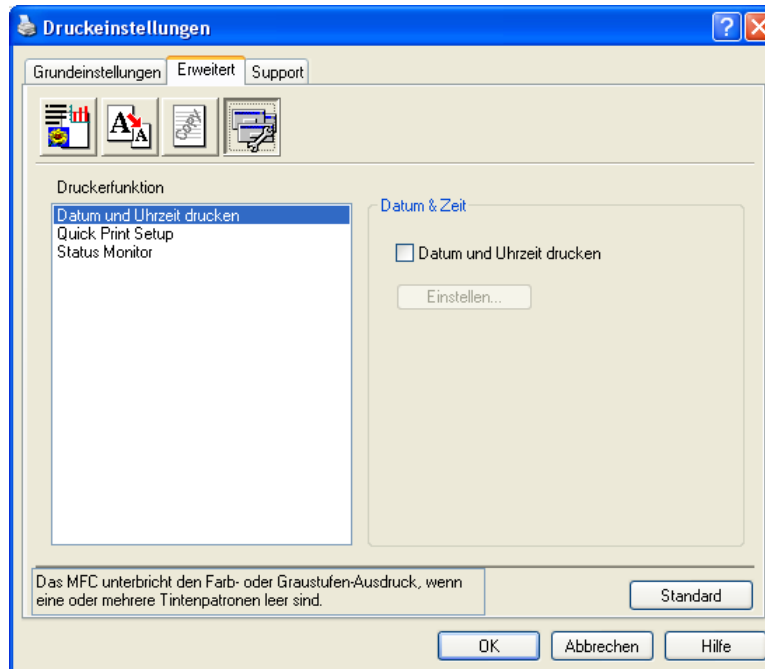 Druckeinstellungen
Grundeinstellungen Erweitert Support
Druckerfunktion
Datum und Uhrzeit drucken
Quick Print Setup
Status Monitor
Datum & Zeit
Datum und Uhrzeit drucken
Einstellen...
Das MFC unterbricht den Farb- oder Graustufen-Ausdruck, wenn
eine oder mehrere Tintenpatronen leer sind.
Standard
OK Abbrechen Hilfe